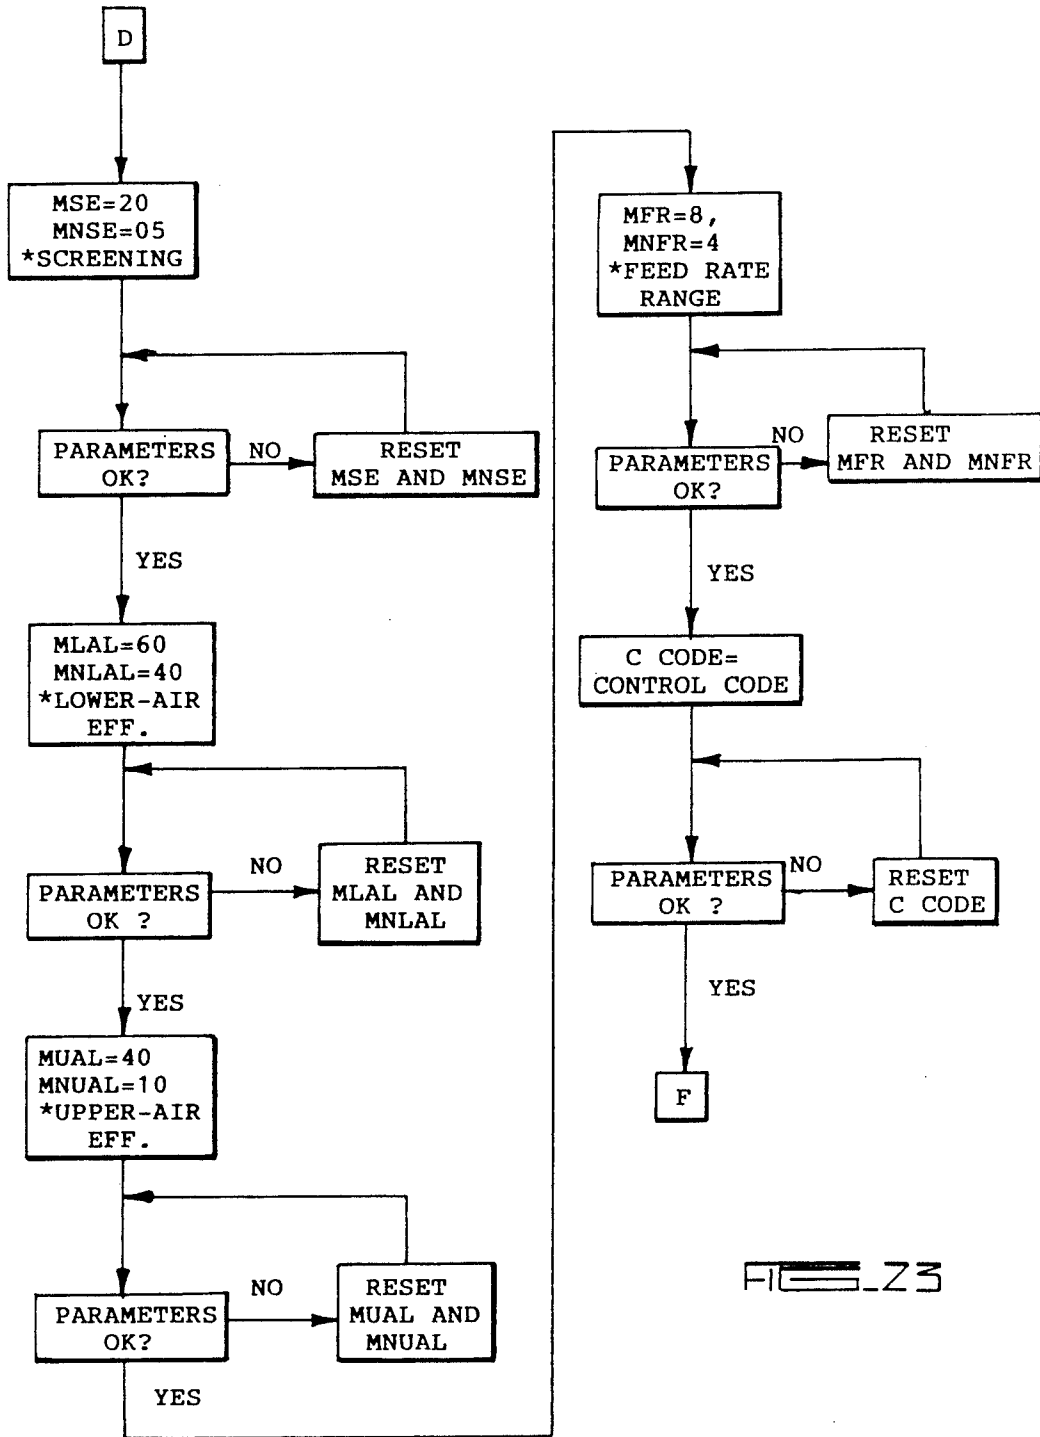 D
MSE=20
MNSE=05
*SCREENING
PARAMETERS
OK?
NO
RESET
MSE AND MNSE
YES
MLAL=60
MNLAL=40
*LOWER-AIR
EFF.
PARAMETERS
OK ?
NO
RESET
MLAL AND
MNLAL
YES
MUAL=40
MNUAL=10
*UPPER-AIR
EFF.
PARAMETERS
OK?
NO
RESET
MUAL AND
MNUAL
YES
MFR=8,
MNFR=4
*FEED RATE
RANGE
PARAMETERS
OK?
NO
RESET
MFR AND MNFR
YES
C CODE=
CONTROL CODE
PARAMETERS
OK ?
NO
RESET
C CODE
YES
F
FIG_23